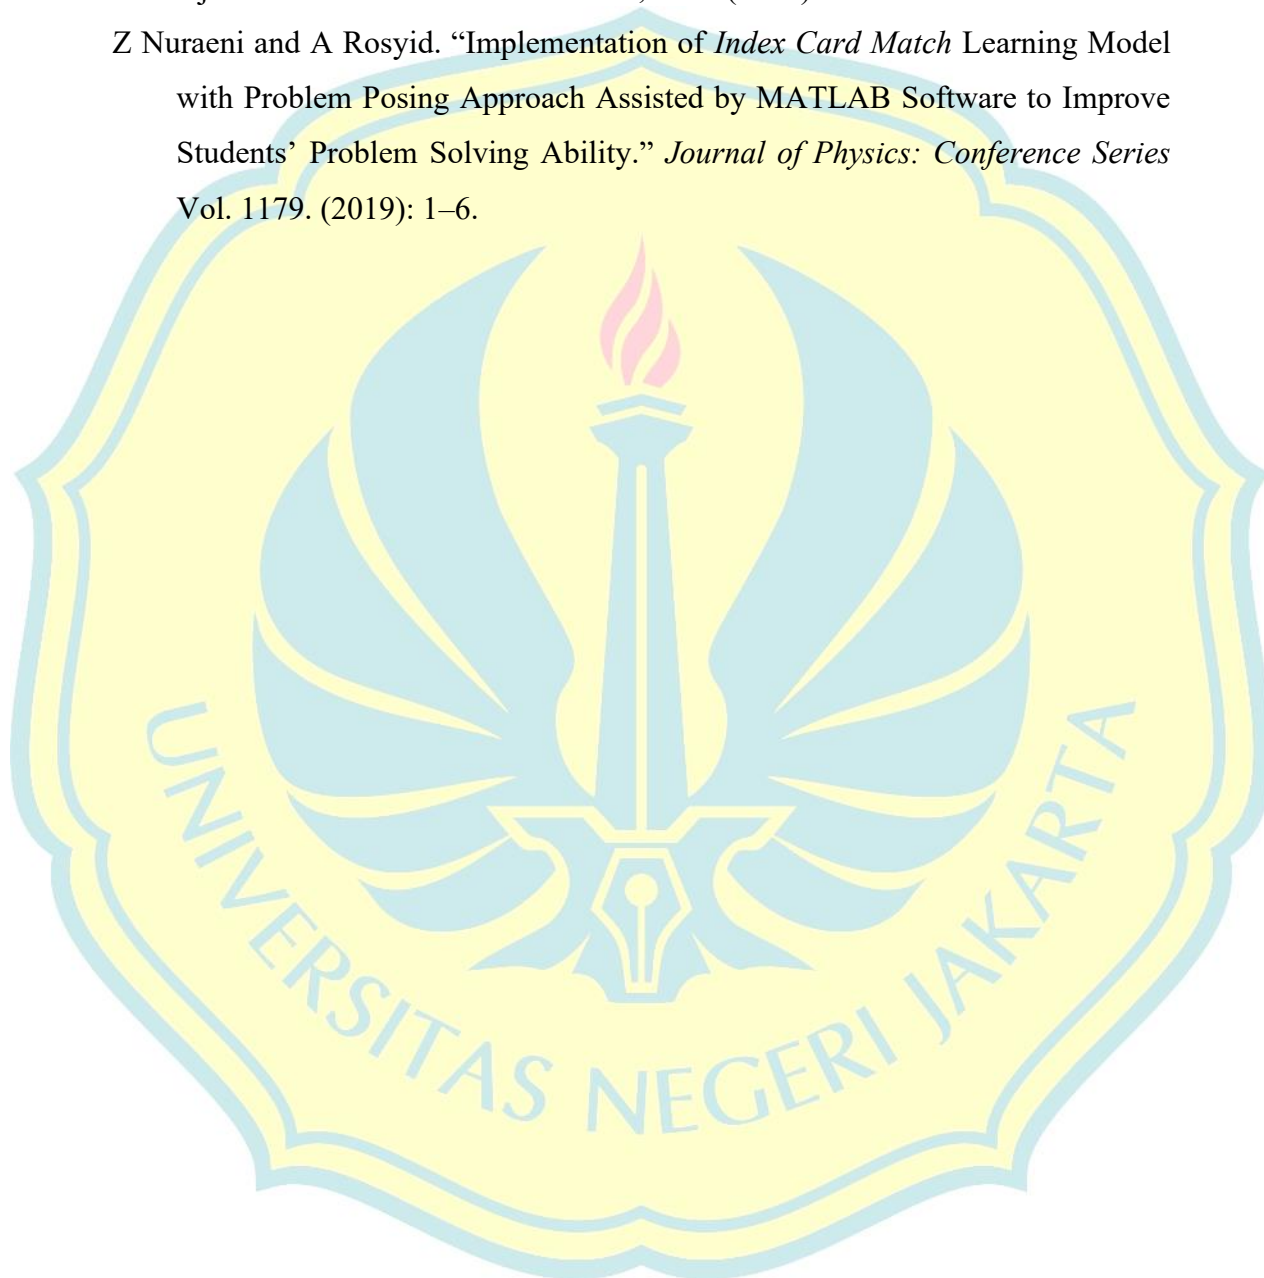 Z Nuraeni and A Rosyid. “Implementation of Index Card Match Learning Model
with Problem Posing Approach Assisted by MATLAB Software to Improve
Students’ Problem Solving Ability.” Journal of Physics: Conference Series
Vol. 1179. (2019): 1–6.
UNIVERSITAS NEGERI JAKARTA